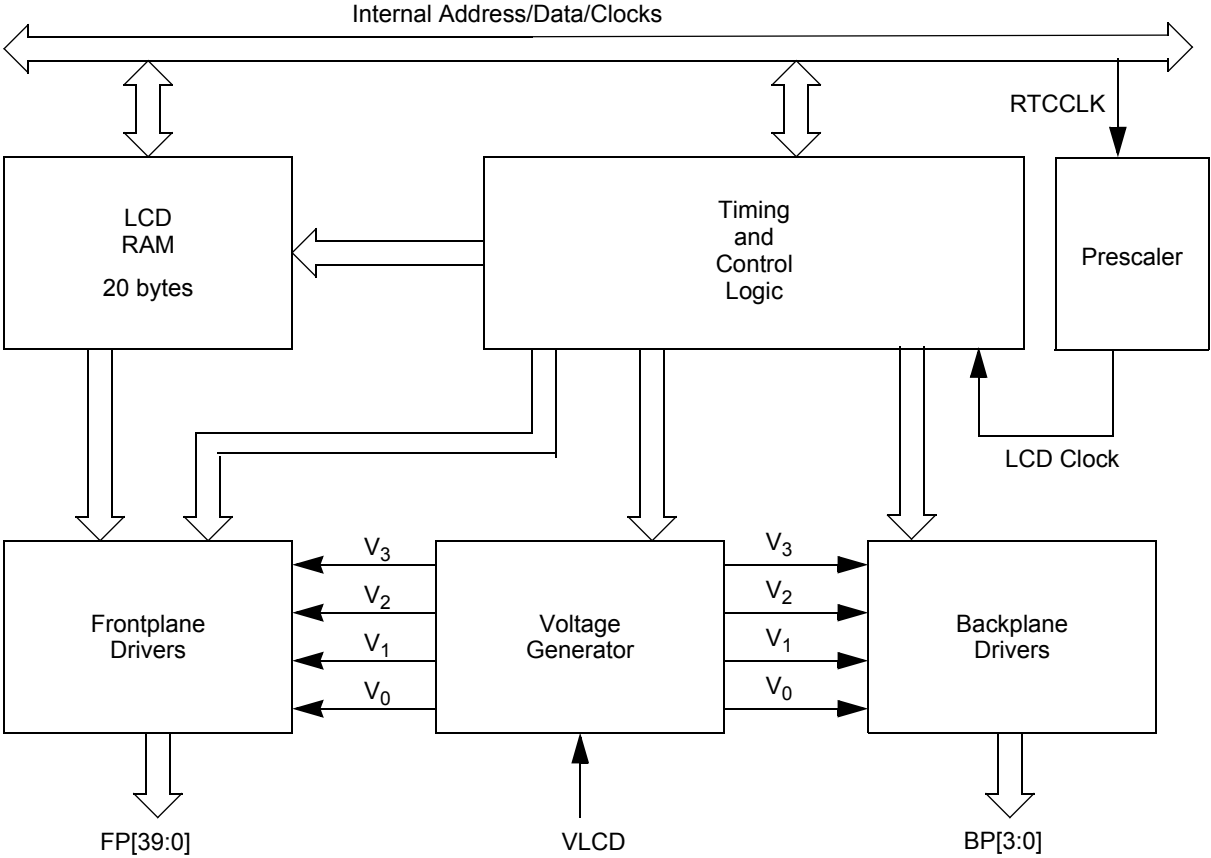 Internal Address/Data/Clocks
RTCCLK
LCD
RAM
20 bytes
Timing
and
Control
Logic
Prescaler
LCD Clock
Frontplane
Drivers
V3
V2
V1
V0
Voltage
Generator
V3
V2
V1
V0
Backplane
Drivers
FP[39:0]
VLCD
BP[3:0]